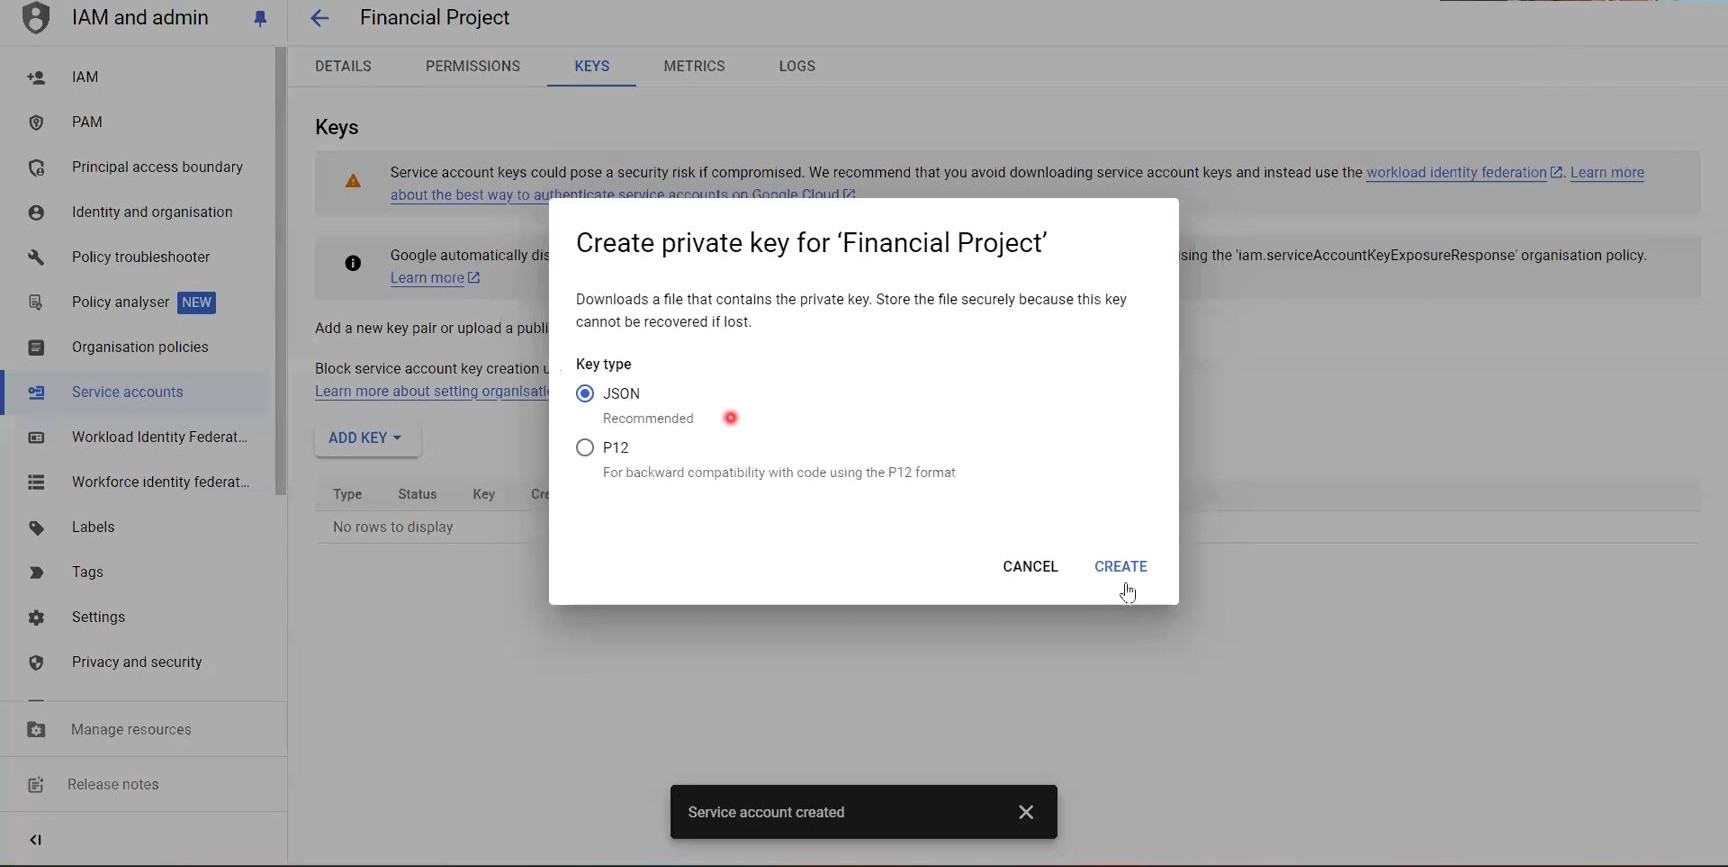 IAM and admin
Financial Project
IAM
PAM
Principal access boundary
Identity and organisation
Policy troubleshooter
Policy analyser NEW
Organisation policies
Service accounts
Workload Identity Federat...
Workforce identity federat...
Labels
Tags
Settings
Privacy and security
Manage resources
Release notes
DETAILS PERMISSIONS KEYS METRICS LOGS
Keys
Service account keys could pose a security risk if compromised. We recommend that you avoid downloading service account keys and instead use the workload identity federation. Learn more
about the best way to authenticate service accounts on Google Cloud
Google automatically dis
sing the 'iam.serviceAccountKeyExposureResponse' organisation policy.
Learn more
Add a new key pair or upload a publi
Block service account key creation u
Learn more about setting organisati
ADD KEY
Type Status Key Cre
No rows to display
Create private key for ‘Financial Project’
Downloads a file that contains the private key. Store the file securely because this key
cannot be recovered if lost.
Key type
JSON
Recommended
P12
For backward compatibility with code using the P12 format
CANCEL CREATE
Service account created